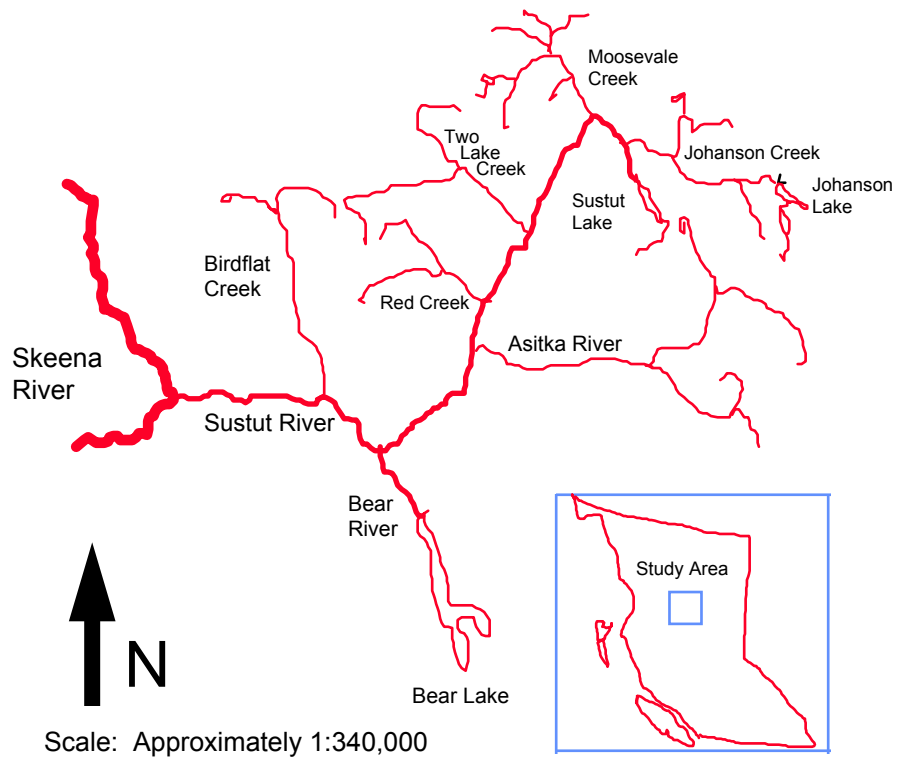 Moosevale
Creek
Two
Lake
Creek
Johanson Creek
Johanson
Lake
Sustut
Lake
Birdflat
Creek
Red Creek
Asitka River
Skeena
River
Sustut River
Bear
River
Study Area
N
Bear Lake
Scale: Approximately 1:340,000